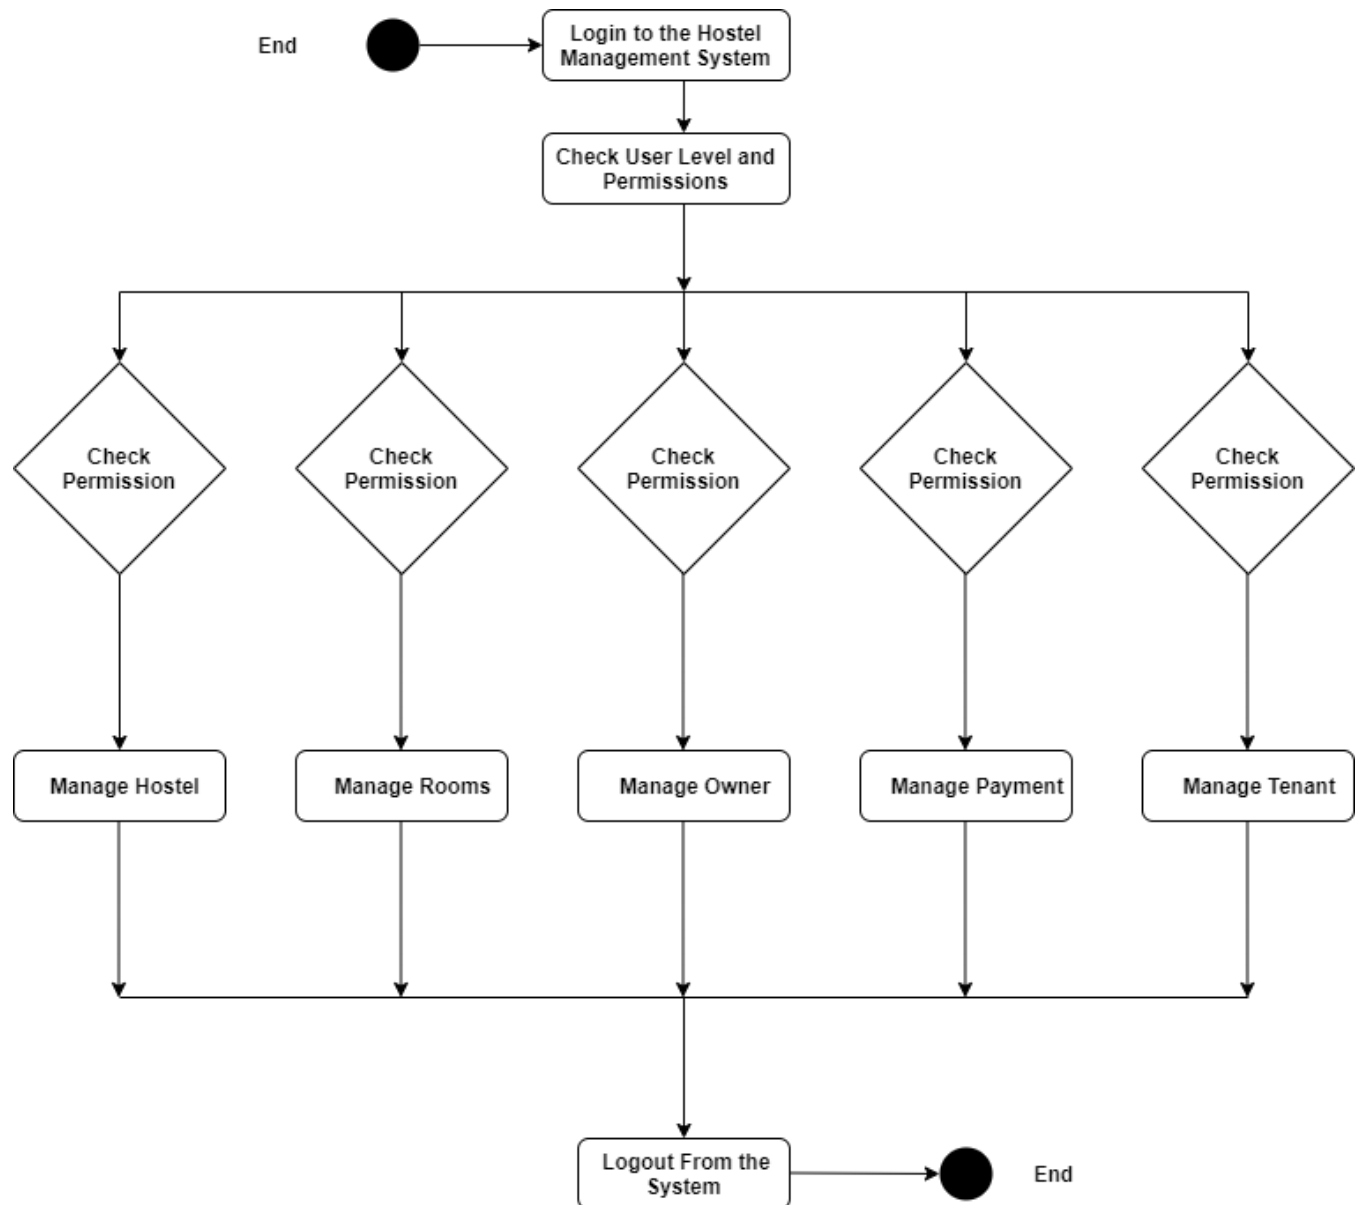 End
Login to the Hostel
Management System
Check User Level and
Permissions
Check
Permission
Check
Permission
Check
Permission
Check
Permission
Check
Permission
Manage Hostel
Manage Rooms
Manage Owner
Manage Payment
Manage Tenant
Logout From the
System
End